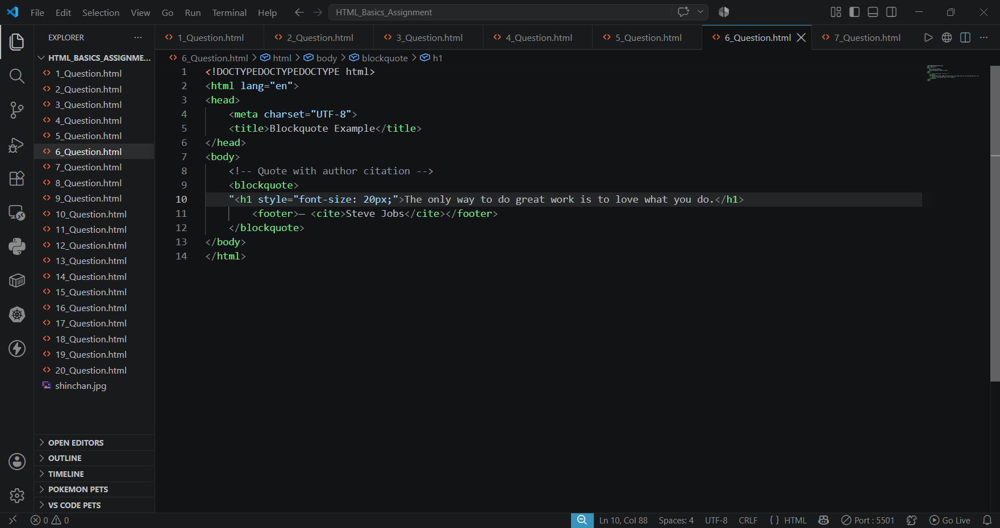 File Edit Selection View Go Run Terminal Help
HTML_Basics_Assignment
EXPLORER
1_Question.html
2_Question.html
3_Question.html
4_Question.html
5_Question.html
6_Question.html
7_Question.html
HTML_BASICS_ASSIGNME...
1_Question.html
2_Question.html
3_Question.html
4_Question.html
5_Question.html
6_Question.html
7_Question.html
8_Question.html
9_Question.html
10_Question.html
11_Question.html
12_Question.html
13_Question.html
14_Question.html
15_Question.html
16_Question.html
17_Question.html
18_Question.html
19_Question.html
20_Question.html
shinchan.jpg
OPEN EDITORS
OUTLINE
TIMELINE
POKEMON PETS
VS CODE PETS
6_Question.html > html > body > blockquote > h1
1 <!DOCTYPEDOCTYPEDOCTYPE html>
2 <html lang="en">
3 <head>
4 <meta charset="UTF-8">
5 <title>Blockquote Example</title>
6 </head>
7 <body>
8 <!-- Quote with author citation -->
9 <blockquote>
10 "<h1 style="font-size: 20px;">The only way to do great work is to love what you do.</h1>
11 <footer>— <cite>Steve Jobs</cite></footer>
12 </blockquote>
13 </body>
14 </html>
0 0
Ln 10, Col 88 Spaces: 4 UTF-8 CRLF { } HTML Port : 5501 Go Live